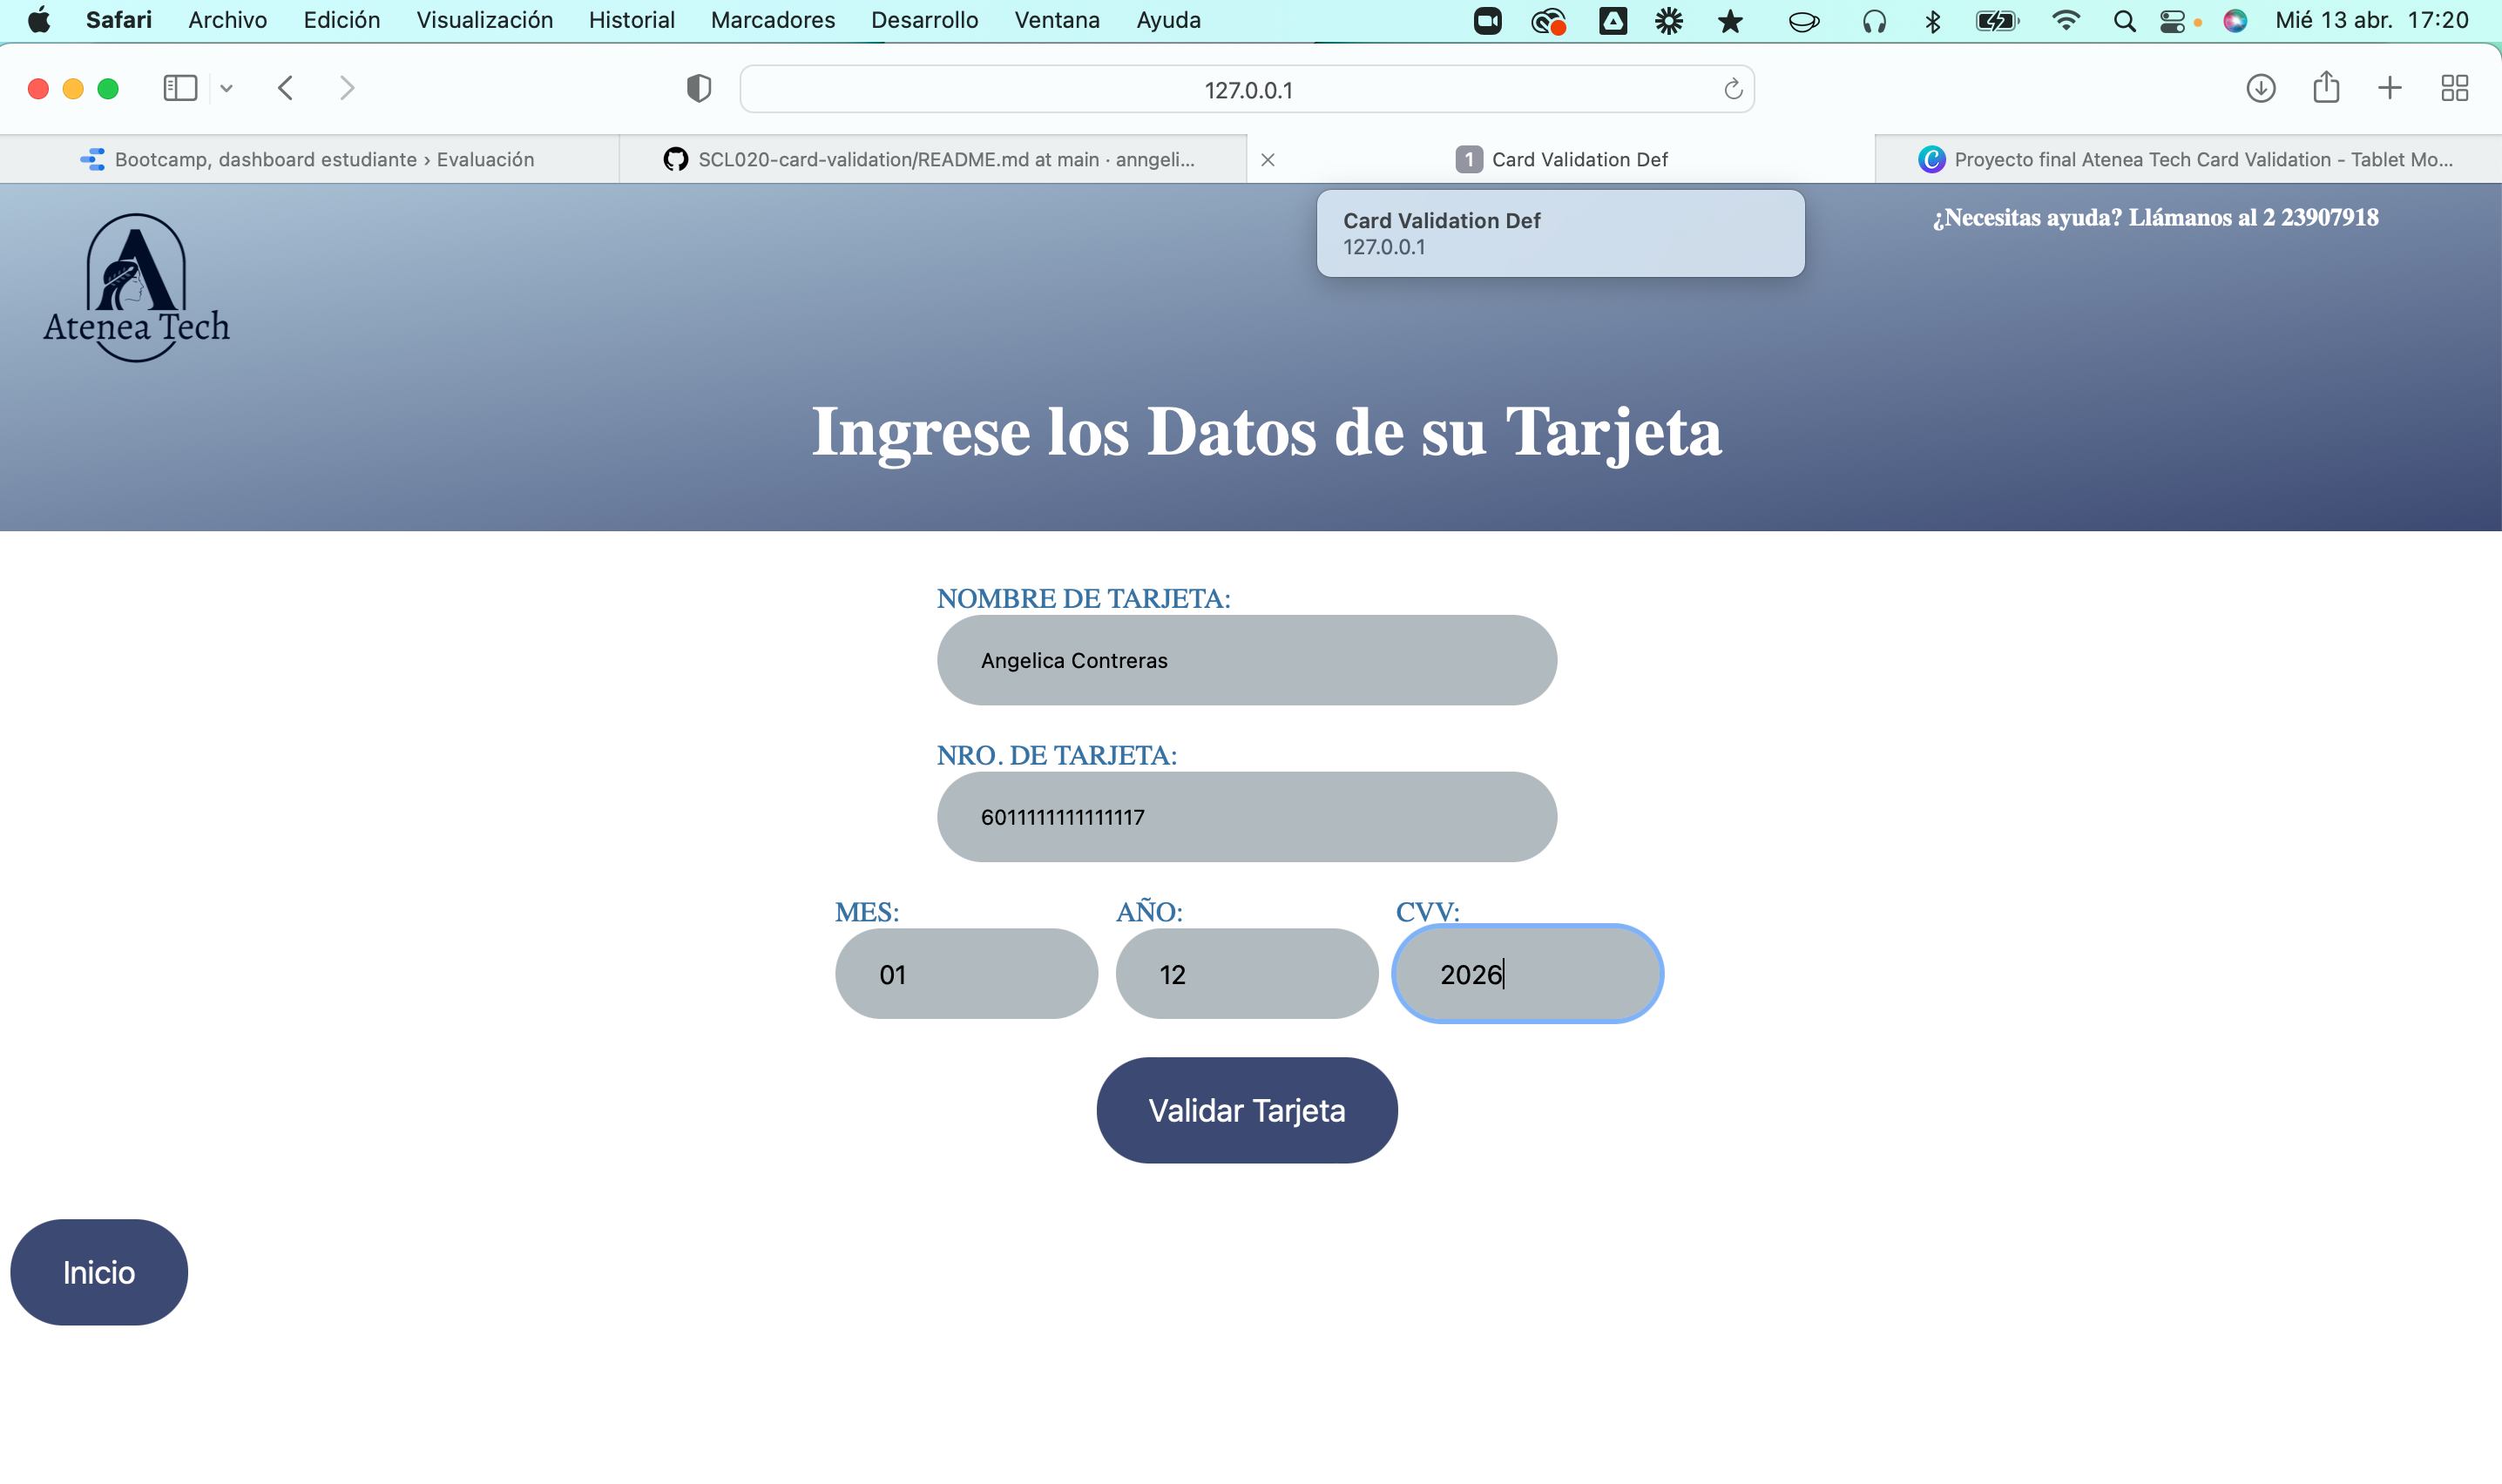 Safari Archivo Edición Visualización Historial Marcadores Desarrollo Ventana Ayuda Mié 13 abr. 17:20
127.0.0.1
Bootcamp, dashboard estudiante › Evaluación
SCL020-card-validation/README.md at main · anngeli...
1 Card Validation Def
Proyecto final Atenea Tech Card Validation - Tablet Mo...
Card Validation Def
127.0.0.1
¿Necesitas ayuda? Llámanos al 2 23907918
A
Atenea Tech
Ingrese los Datos de su Tarjeta
NOMBRE DE TARJETA:
Angelica Contreras
NRO. DE TARJETA:
6011111111111117
MES: AÑO: CVV:
01 12 2026
Validar Tarjeta
Inicio